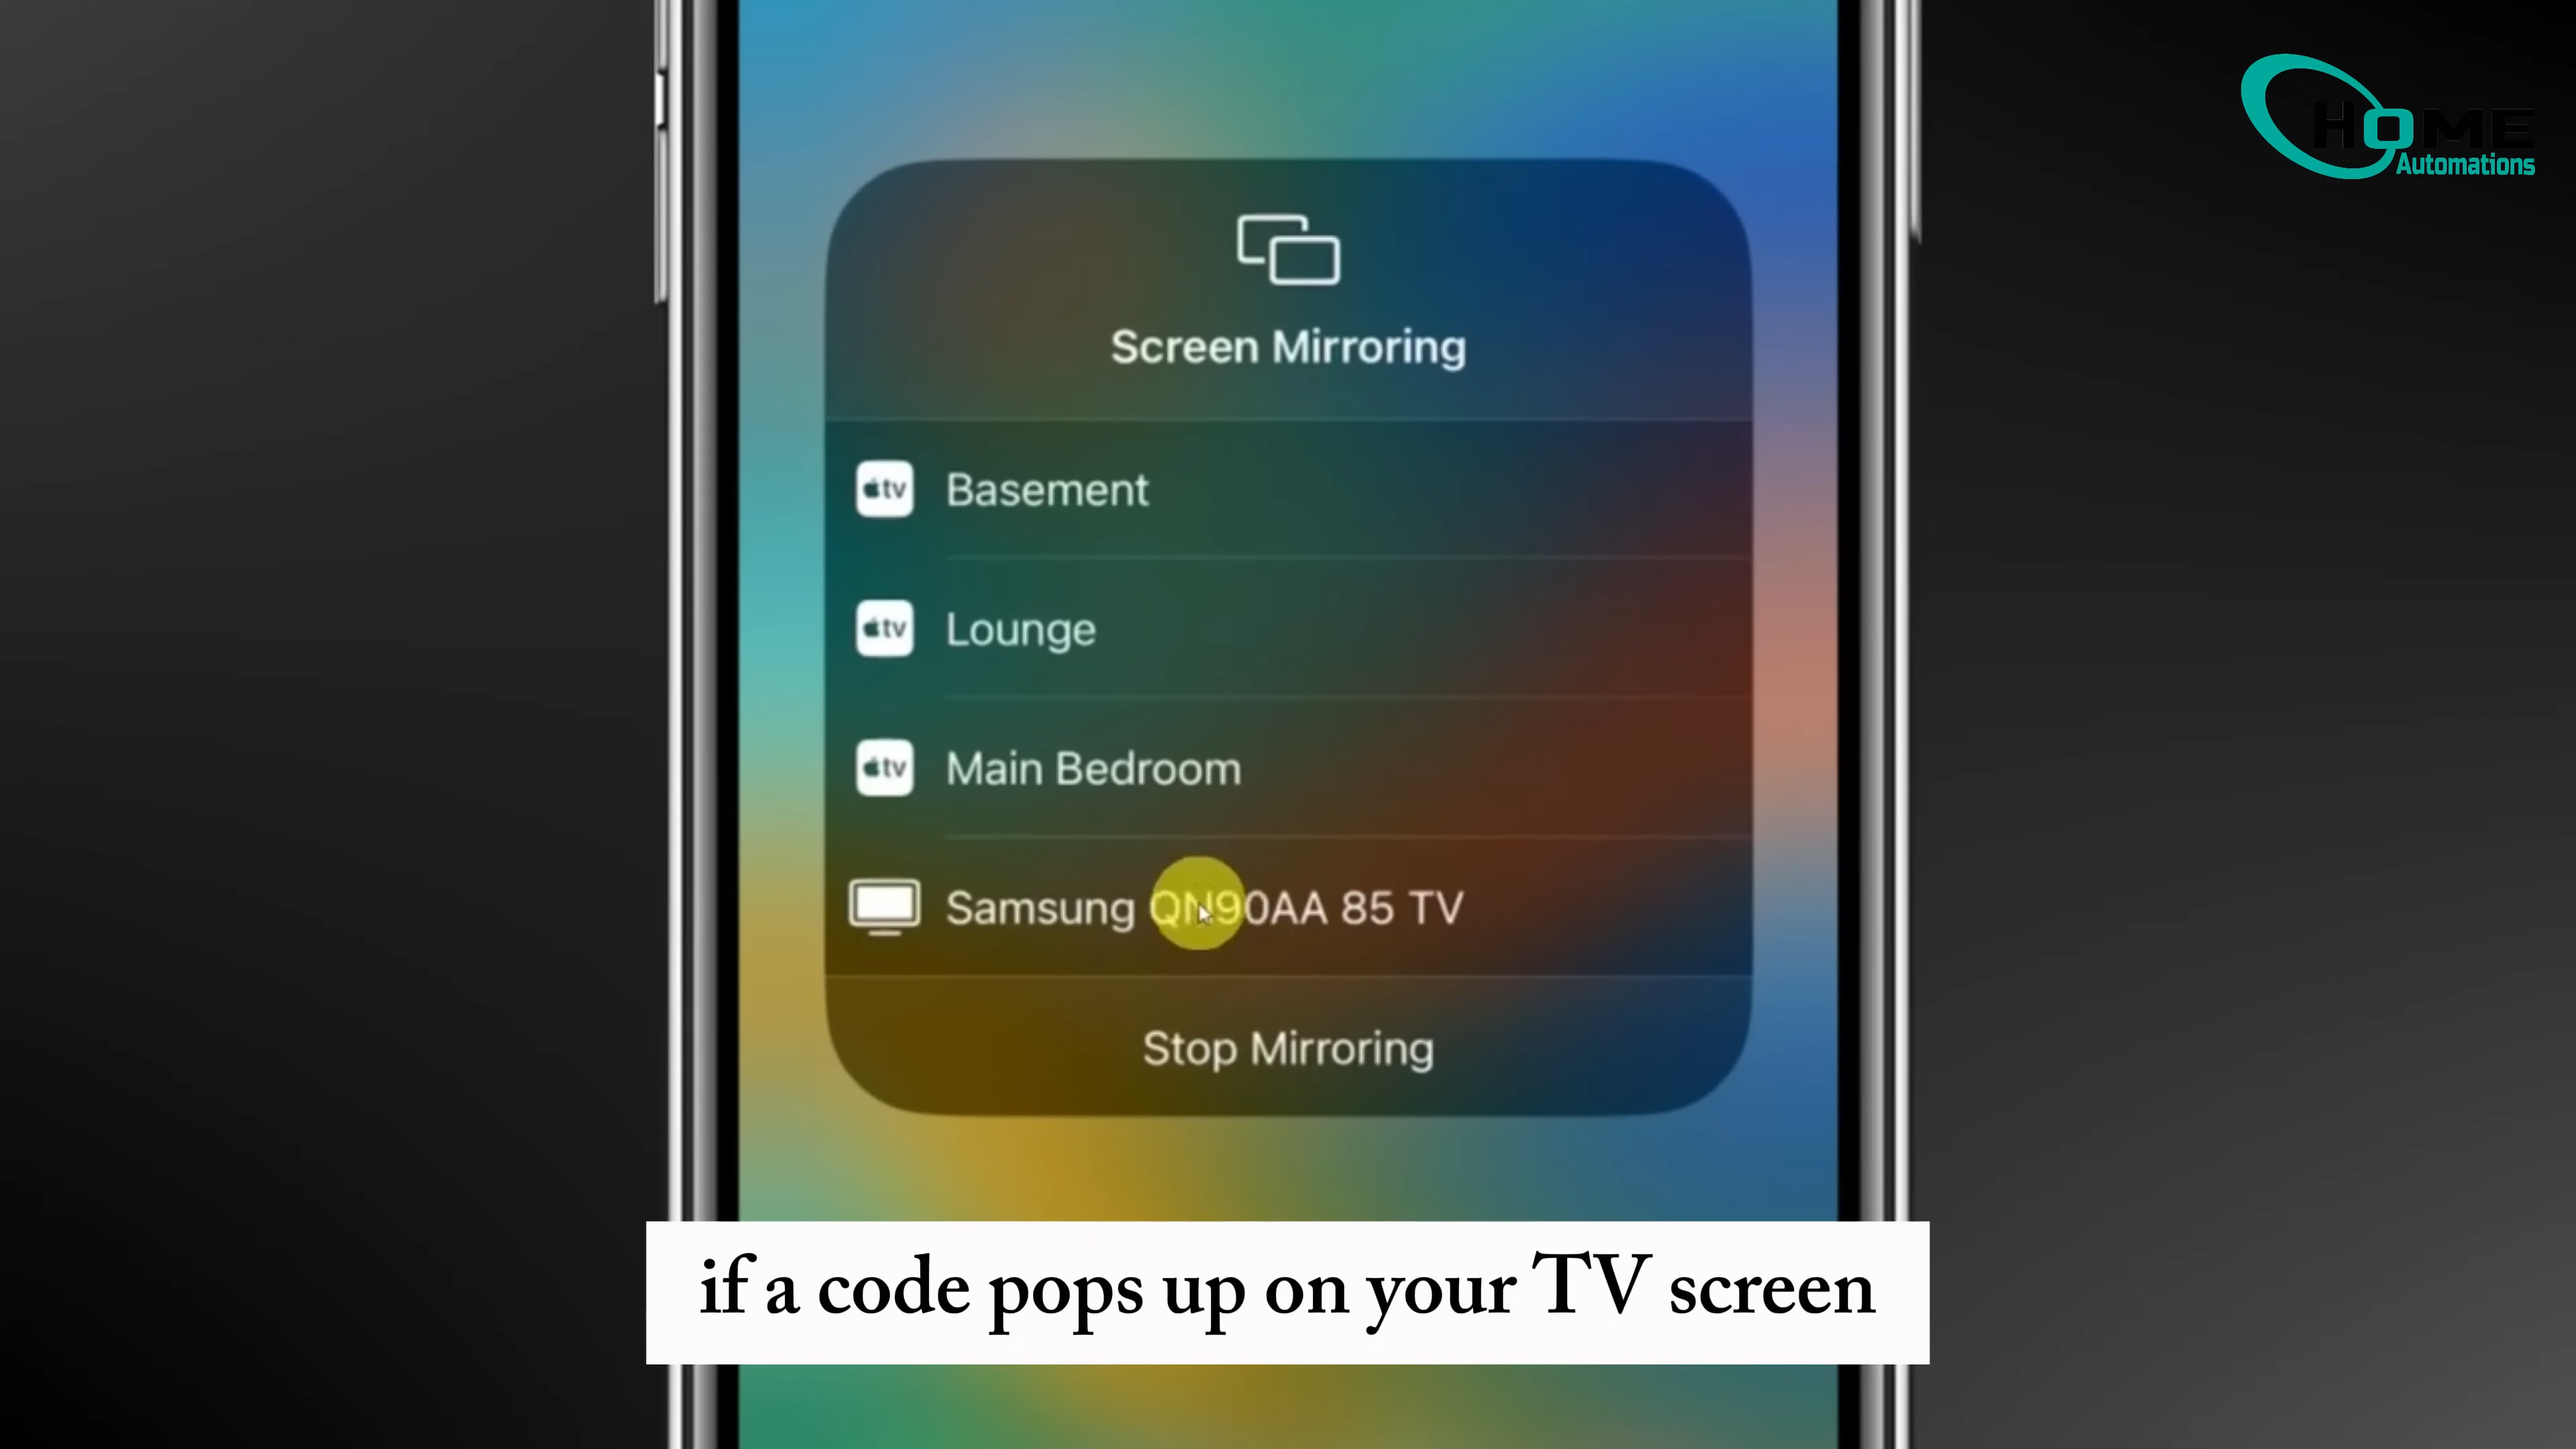 HOME
Automations
Screen Mirroring
tv Basement
tv Lounge
tv Main Bedroom
Samsung QN90AA 85 TV
Stop Mirroring
if a code pops up on your TV screen